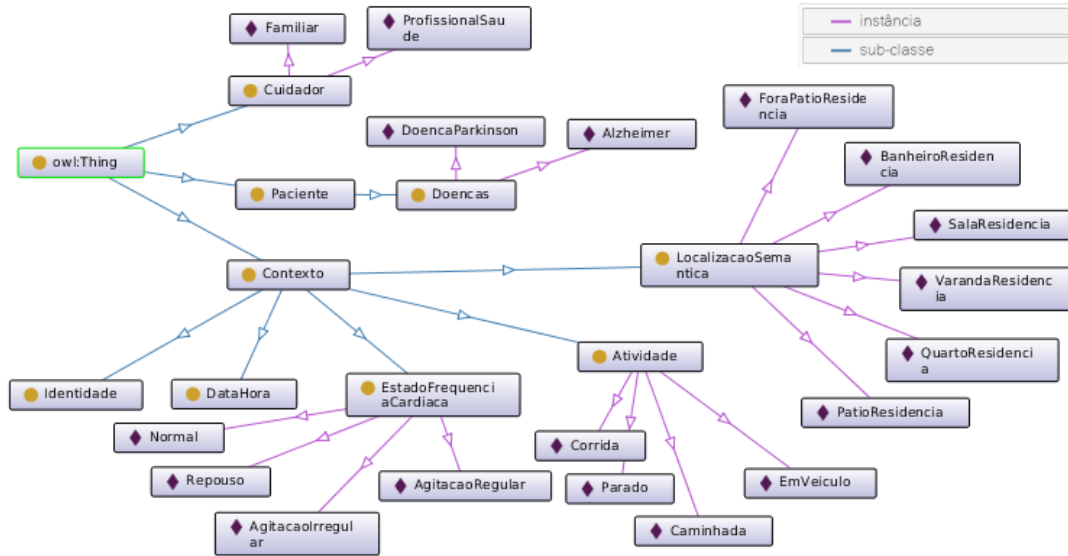 Familiar
ProfissionalSau
de
instância
sub-classe
Cuidador
ForaPatioReside
ncia
DoencaParkinson
Alzheimer
BanheiroResiden
cia
owl:Thing
Paciente
Doencas
SalaResidencia
Contexto
LocalizacaoSema
ntica
VarandaResidenc
ia
Atividade
QuartoResidenci
a
Identidade
DataHora
EstadoFrequenci
aCardiaca
PatioResidencia
Normal
Corrida
Repouso
AgitacaoRegular
Parado
EmVeiculo
AgitacaoIrregul
ar
Caminhada